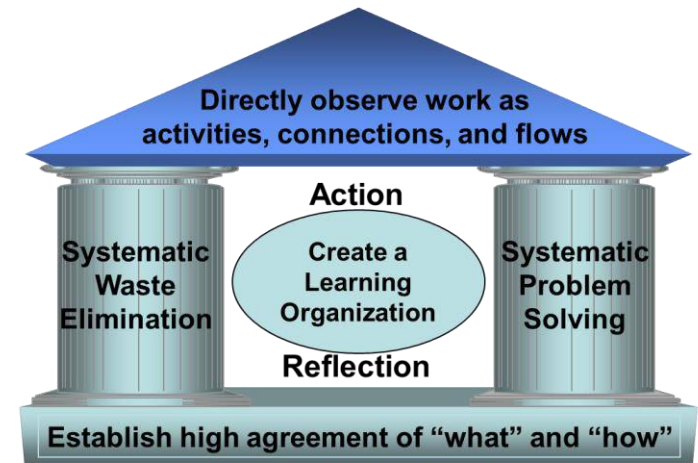 Directly observe work as
activities, connections, and flows
Action
Systematic
Waste
Elimination
Create a
Learning
Organization
Systematic
Problem
Solving
Reflection
Establish high agreement of “what” and “how”